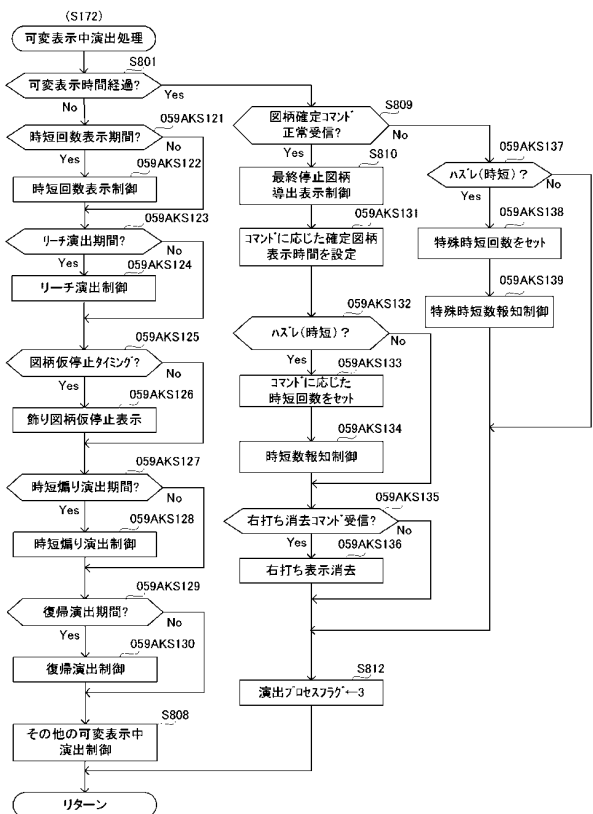 (S172)
可変表示中演出処理
S801
可変表示時間経過?
Yes
No
059AKS121
時短回数表示期間?
Yes
No
059AKS122
時短回数表示制御
059AKS123
リーチ演出期間?
Yes
No
059AKS124
リーチ演出制御
059AKS125
図柄仮停止タイミング?
Yes
No
059AKS126
飾り図柄仮停止表示
059AKS127
時短煽り演出期間?
Yes
No
059AKS128
時短煽り演出制御
059AKS129
復帰演出期間?
Yes
No
059AKS130
復帰演出制御
S808
その他の可変表示中
演出制御
リターン
S809
図柄確定コマンド
正常受信?
Yes
No
S810
最終停止図柄
導出表示制御
059AKS131
コマンドに応じた確定図柄
表示時間を設定
059AKS132
ハズレ(時短)?
Yes
No
059AKS133
コマンドに応じた
時短回数をセット
059AKS134
時短数報知制御
059AKS135
右打ち消去コマンド受信?
Yes
No
059AKS136
右打ち表示消去
S812
演出プロセスフラグ←3
059AKS137
ハズレ(時短)?
Yes
No
059AKS138
特殊時短回数をセット
059AKS139
特殊時短数報知制御